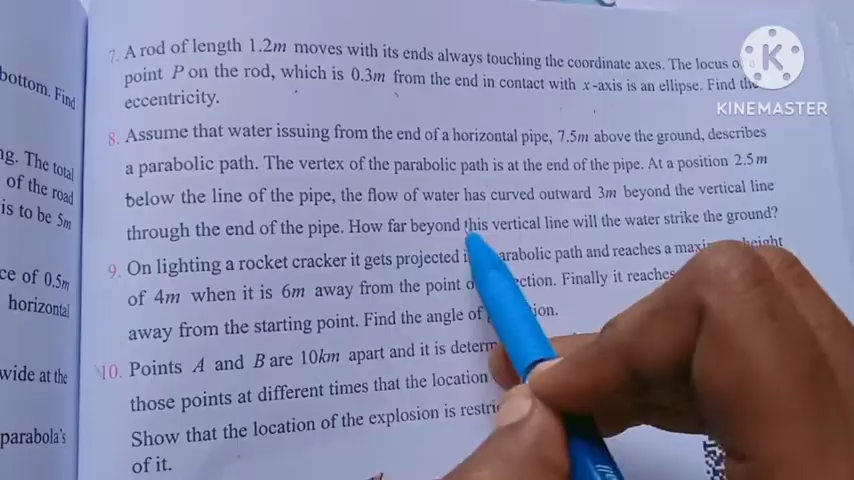 bottom. Find
ng. The total
of the road
is to be 5m
ce of 0.5m
horizontal
wide at the
parabola's
7. A rod of length 1.2m moves with its ends always touching the coordinate axes. The locus of a
point P on the rod, which is 0.3m from the end in contact with x-axis is an ellipse. Find the
eccentricity.
8. Assume that water issuing from the end of a horizontal pipe, 7.5m above the ground, describes
a parabolic path. The vertex of the parabolic path is at the end of the pipe. At a position 2.5m
below the line of the pipe, the flow of water has curved outward 3m beyond the vertical line
through the end of the pipe. How far beyond this vertical line will the water strike the ground?
9. On lighting a rocket cracker it gets projected parabolic path and reaches a maximum height
of 4m when it is 6m away from the point Finally it reaches
away from the starting point. Find the angle of
10. Points A and B are 10km apart and it is
those points at different times that the location
Show that the location of the explosion is
of it.
K
KINEMASTER